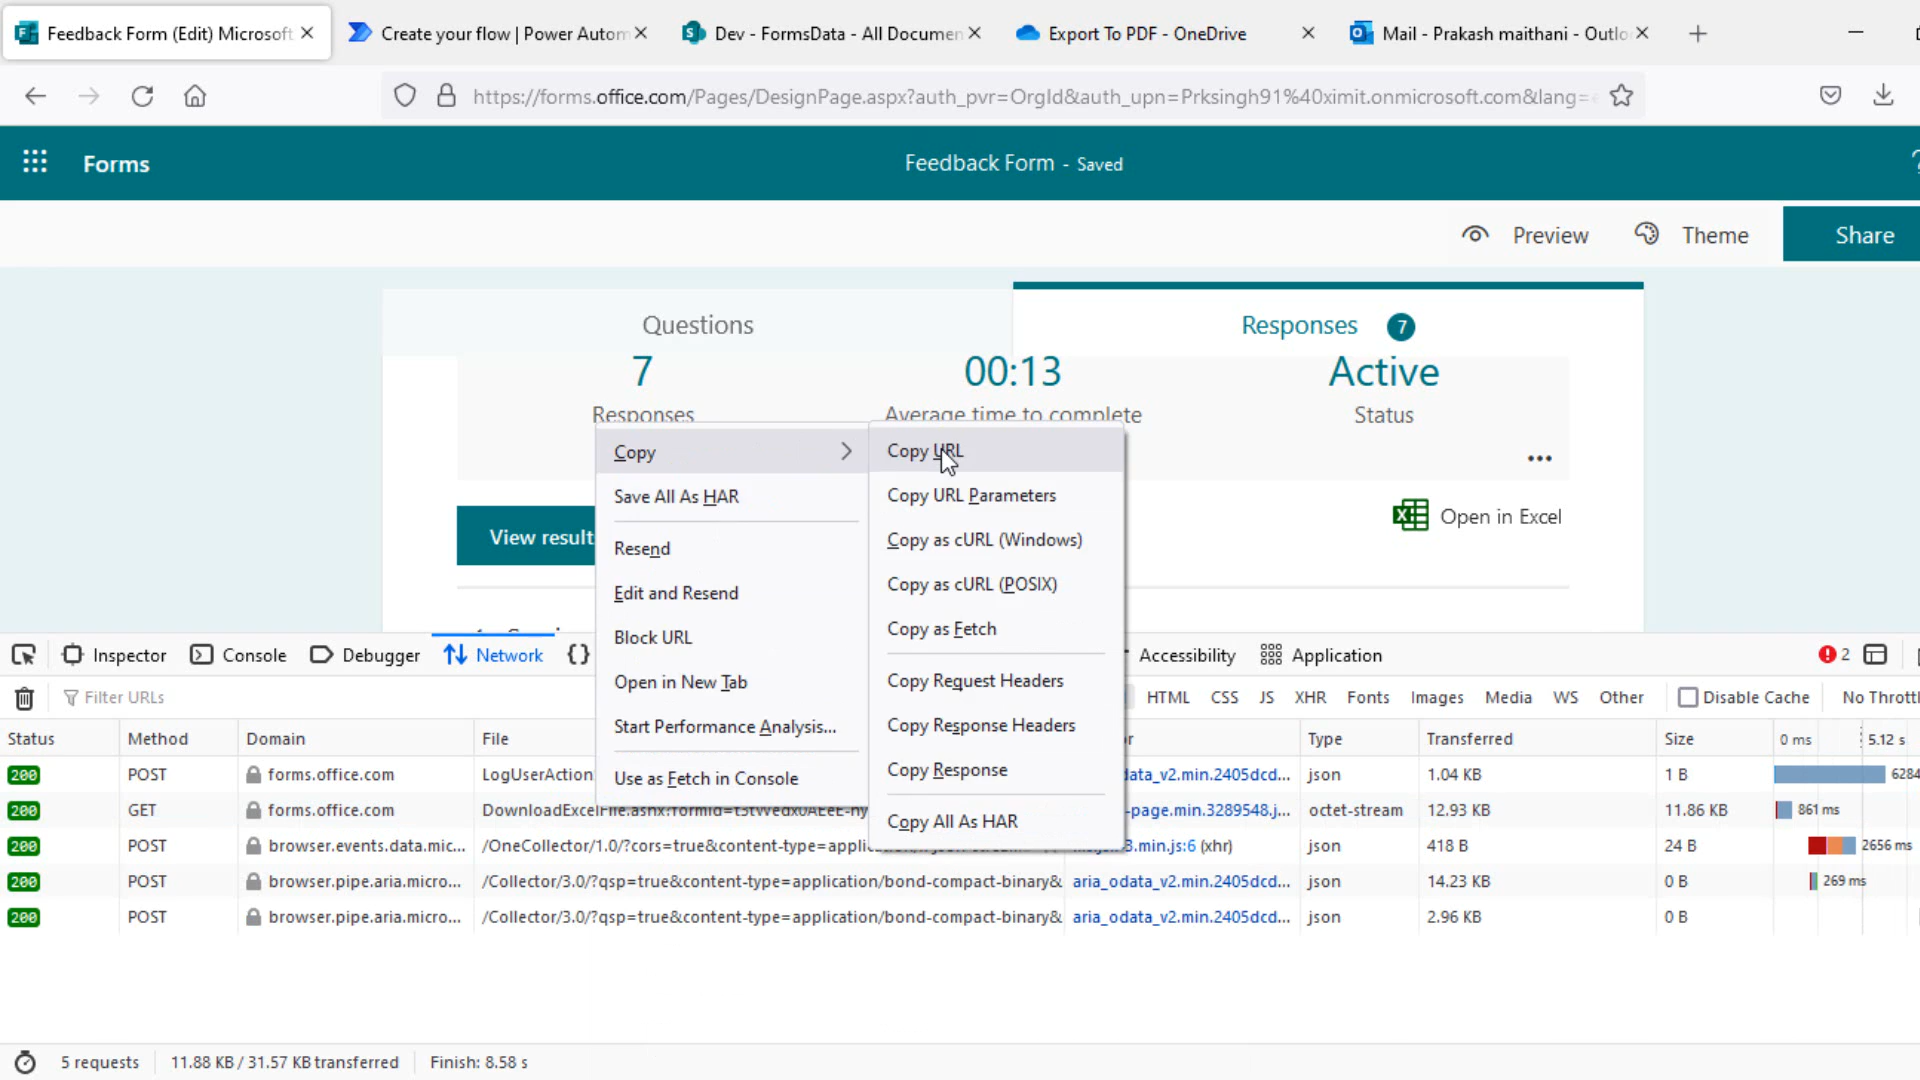 Feedback Form (Edit) Microsoft
Create your flow | Power Autom
Dev - FormsData - All Documen
Export To PDF - OneDrive
Mail - Prakash maithani - Outlo
https://forms.office.com/Pages/DesignPage.aspx?auth_pvr=OrgId&auth_upn=Prksingh91%40ximit.onmicrosoft.com&lang=
Forms
Feedback Form - Saved
Preview
Theme
Share
Questions
Responses 7
7
00:13
Active
Responses
Average time to complete
Status
Open in Excel
View result
Copy
Save All As HAR
Resend
Edit and Resend
Block URL
Open in New Tab
Start Performance Analysis...
Use as Fetch in Console
Copy URL
Copy URL Parameters
Copy as cURL (Windows)
Copy as cURL (POSIX)
Copy as Fetch
Copy Request Headers
Copy Response Headers
Copy Response
Copy All As HAR
Inspector
Console
Debugger
Network
{}
Accessibility
Application
2
Filter URLs
HTML CSS JS XHR Fonts Images Media WS Other
Disable Cache
No Thrott
Status Method Domain File Type Transferred Size 0 ms 5.12 s
200 POST forms.office.com LogUserAction data_v2.min.2405dcd... json 1.04 KB 1 B 6284
200 GET forms.office.com -page.min.3289548.j... octet-stream 12.93 KB 11.86 KB 861 ms
200 POST browser.events.data.mic... /OneCollector/1.0/?cors=true&content-type=applicat (xhr) json 418 B 24 B 2656 ms
200 POST browser.pipe.aria.micro... /Collector/3.0/?qsp=true&content-type=application/bond-compact-binary& aria_odata_v2.min.2405dcd... json 14.23 KB 0 B 269 ms
200 POST browser.pipe.aria.micro... /Collector/3.0/?qsp=true&content-type=application/bond-compact-binary& aria_odata_v2.min.2405dcd... json 2.96 KB 0 B
5 requests
11.88 KB / 31.57 KB transferred
Finish: 8.58 s